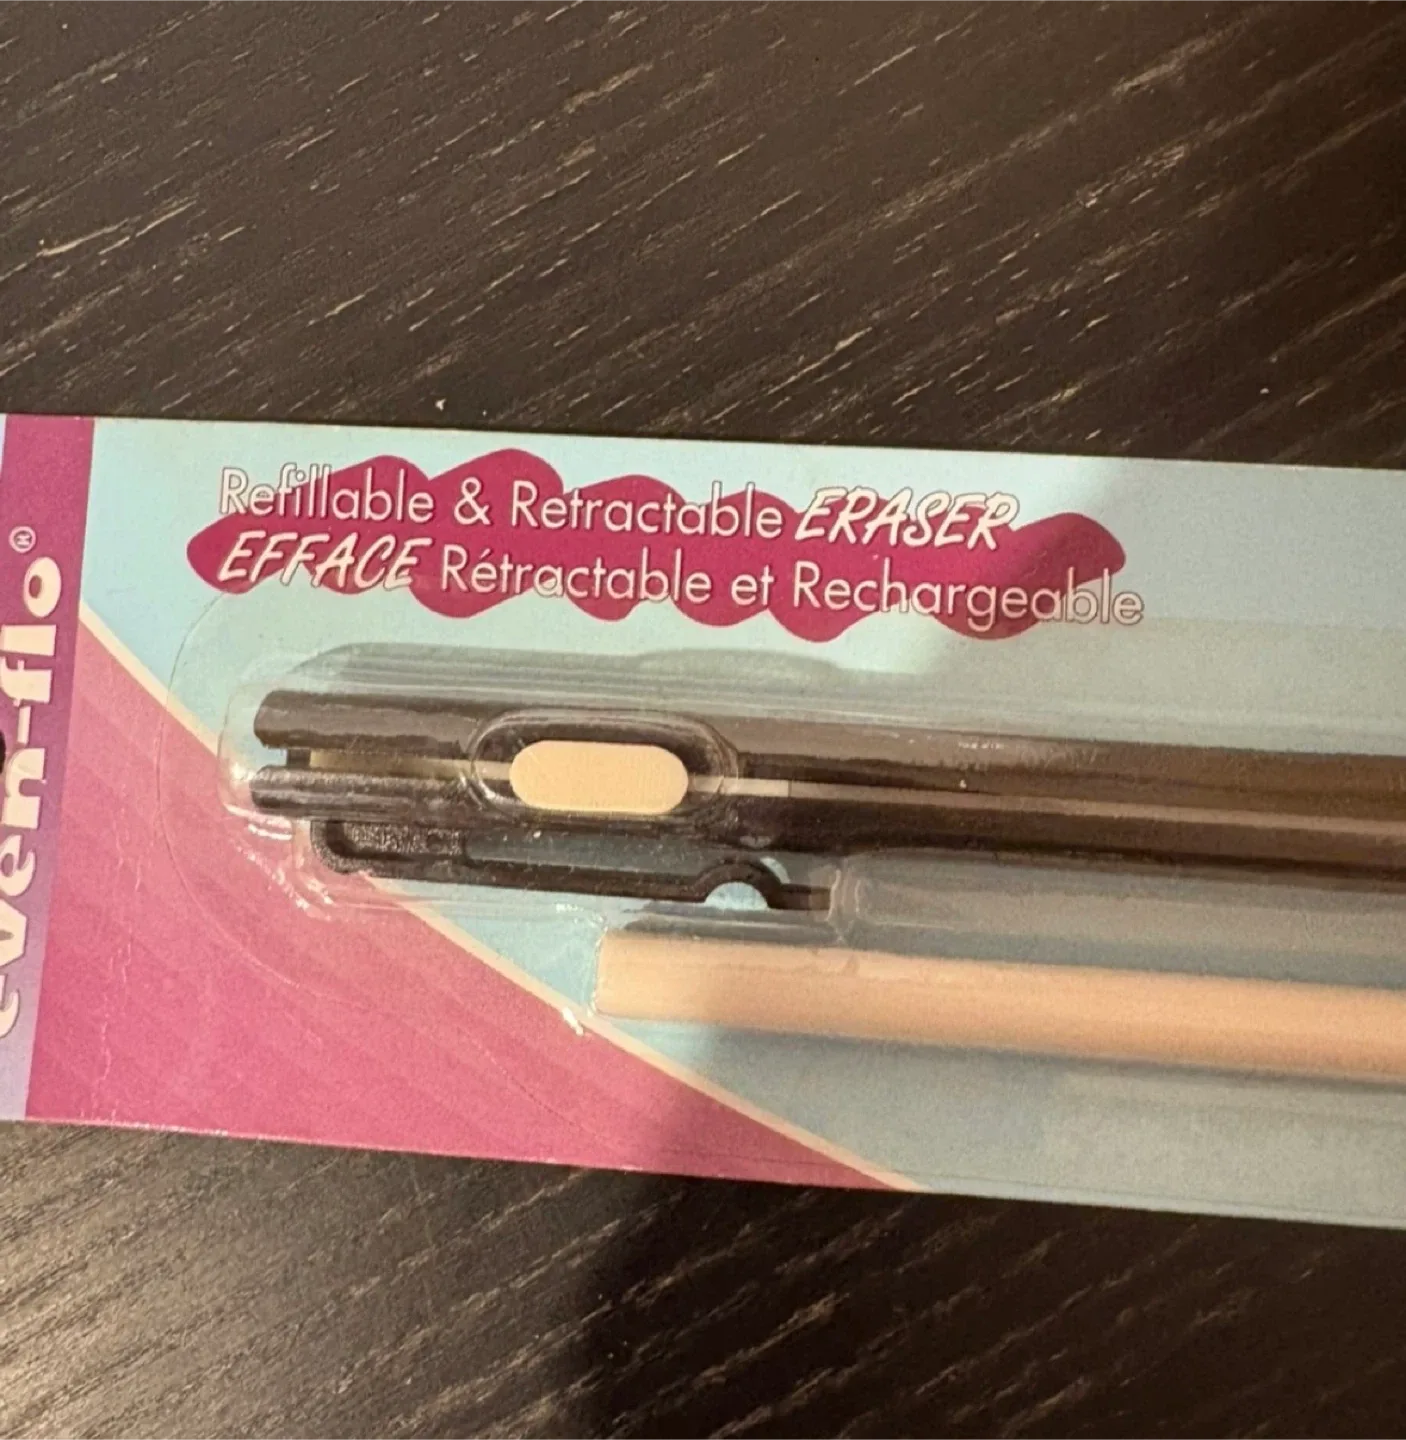 Refillable & Retractable ERASER
EFFACE Rétractable et Rechargeable
even-flo®